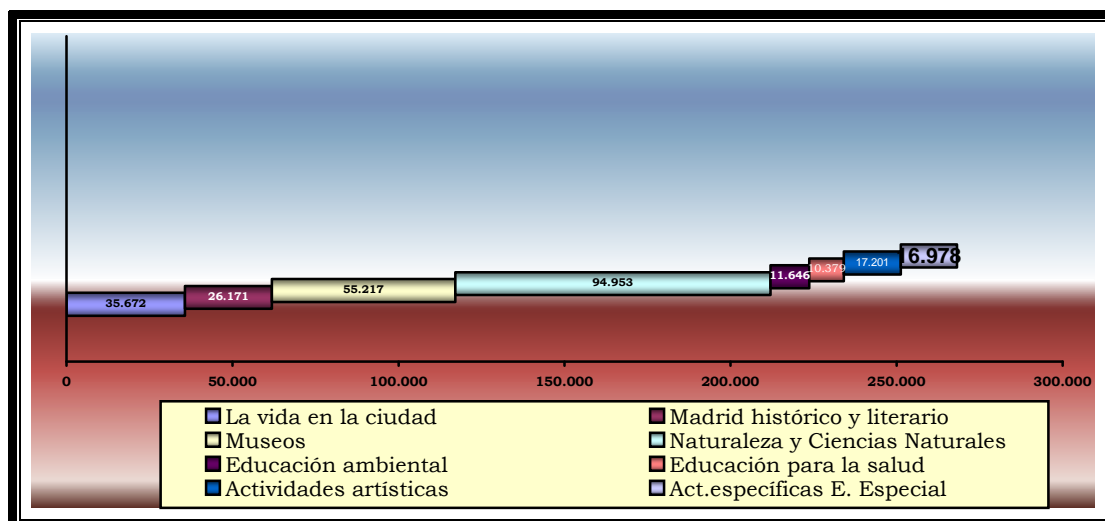 16.978
17.201
10.379
11.646
94.953
55.217
26.171
35.672
0 50.000 100.000 150.000 200.000 250.000 300.000
La vida en la ciudad Madrid histórico y literario
Museos Naturaleza y Ciencias Naturales
Educación ambiental Educación para la salud
Actividades artísticas Act.específicas E. Especial